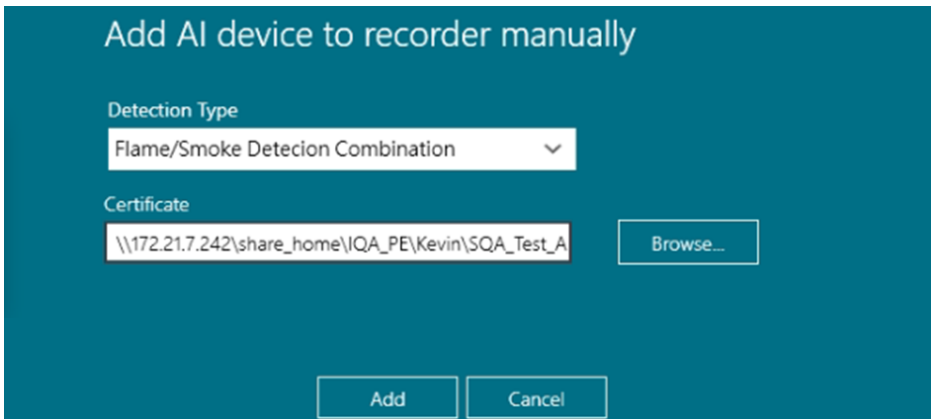 Add AI device to recorder manually
Detection Type
Flame/Smoke Detecion Combination
Certificate
\\172.21.7.242\share_home\IQA_PE\Kevin\SQA_Test_A
Browse...
Add
Cancel